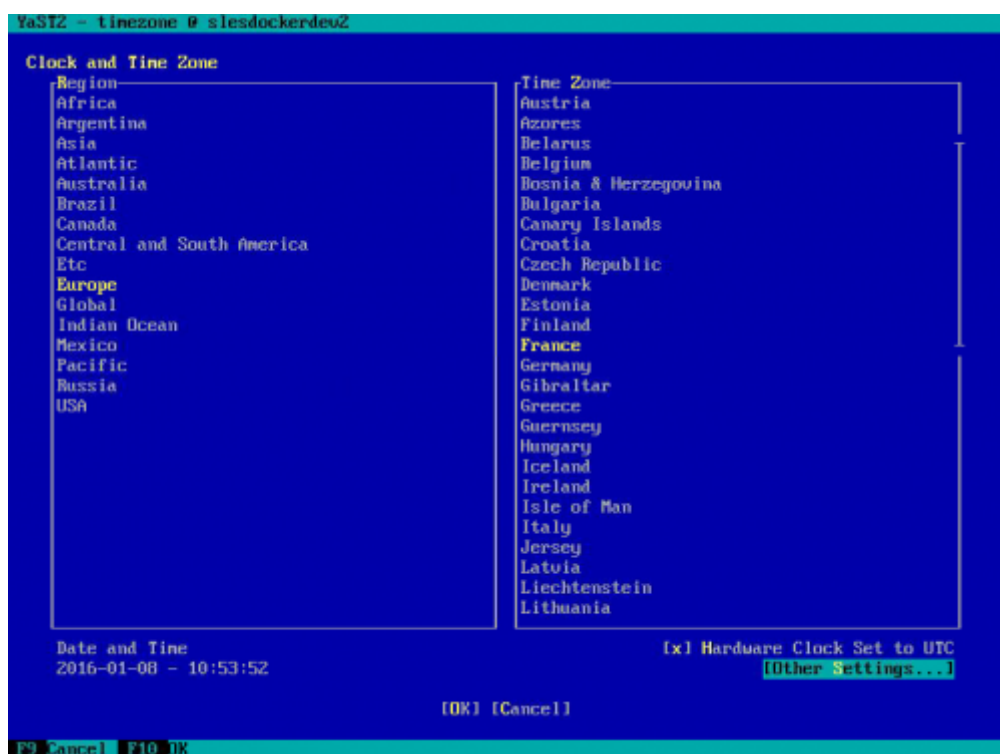 YaST2 - timezone @ slesdockerdev2
Clock and Time Zone
Region
Africa
Argentina
Asia
Atlantic
Australia
Brazil
Canada
Central and South America
Etc
Europe
Global
Indian Ocean
Mexico
Pacific
Russia
USA
Time Zone
Austria
Azores
Belarus
Belgium
Bosnia & Herzegovina
Bulgaria
Canary Islands
Croatia
Czech Republic
Denmark
Estonia
Finland
France
Germany
Gibraltar
Greece
Guernsey
Hungary
Iceland
Ireland
Isle of Man
Italy
Jersey
Latvia
Liechtenstein
Lithuania
Date and Time
2016-01-08 - 10:53:52
[x] Hardware Clock Set to UTC
[Other Settings...]
[OK] [Cancel]
F9 Cancel F10 OK